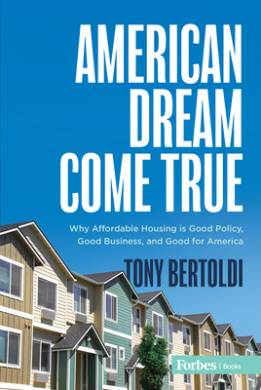 AMERICAN
DREAM
COME TRUE
Why Affordable Housing is Good Policy,
Good Business, and Good for America
TONY BERTOLDI
Forbes | Books